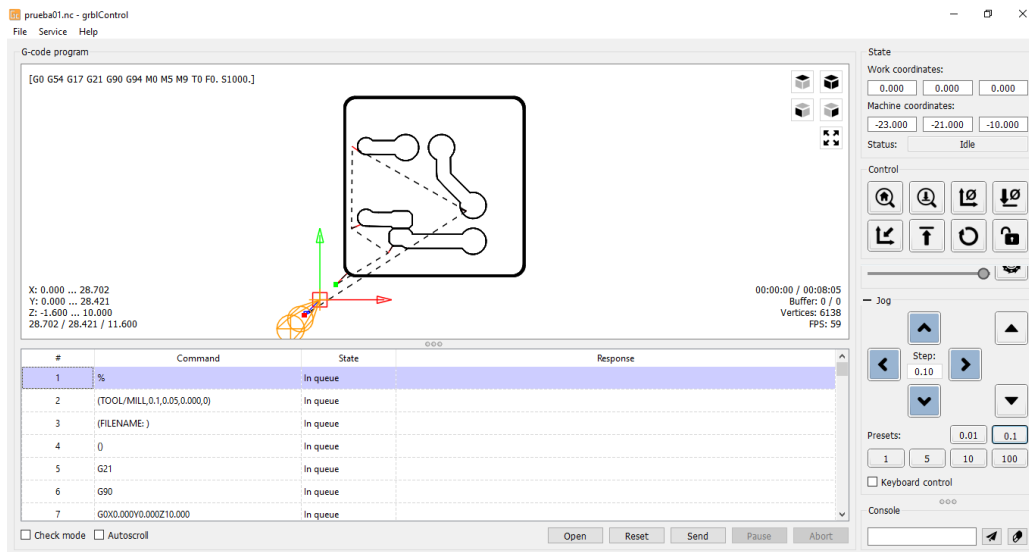 prueba01.nc - grblControl
File Service Help
G-code program
[G0 G54 G17 G21 G90 G94 M0 M5 M9 T0 F0. S1000.]
X: 0.000 ... 28.702
Y: 0.000 ... 28.421
Z: -1.600 ... 10.000
28.702 / 28.421 / 11.600
00:00:00 / 00:08:05
Buffer: 0 / 0
Vertices: 6138
FPS: 59
# Command State Response
1 % In queue
2 (TOOL/MILL,0.1,0.05,0.000,0) In queue
3 (FILENAME: ) In queue
4 () In queue
5 G21 In queue
6 G90 In queue
7 G0X0.000Y0.000Z10.000 In queue
Check mode Autoscroll Open Reset Send Pause Abort
State
Work coordinates:
0.000 0.000 0.000
Machine coordinates:
-23.000 -21.000 -10.000
Status: Idle
Control
Jog
Step:
0.10
Presets: 0.01 0.1
1 5 10 100
Keyboard control
Console